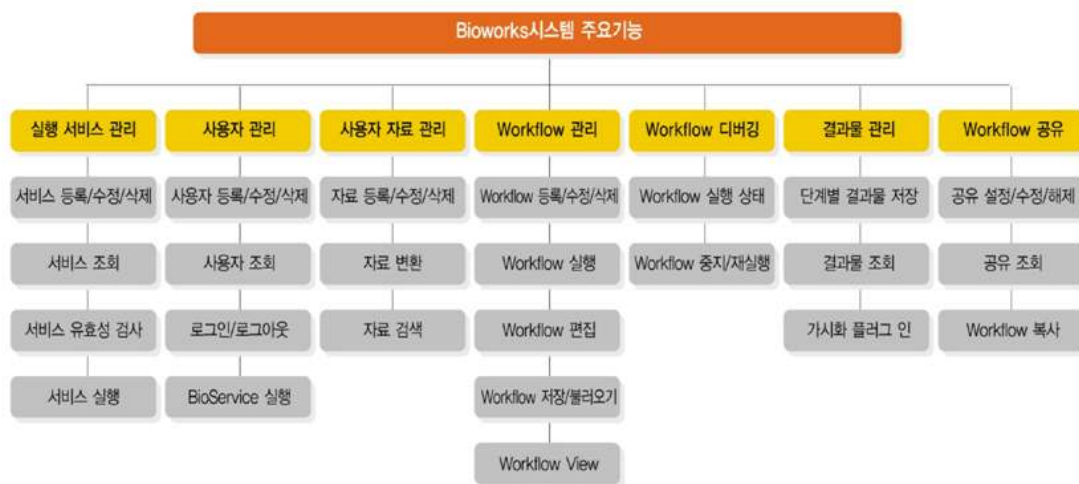 Bioworks시스템 주요기능
실행 서비스 관리
사용자 관리
사용자 자료 관리
Workflow 관리
Workflow 디버깅
결과물 관리
Workflow 공유
서비스 등록/수정/삭제
사용자 등록/수정/삭제
자료 등록/수정/삭제
Workflow 등록/수정/삭제
Workflow 실행 상태
단계별 결과물 저장
공유 설정/수정/해제
서비스 조회
사용자 조회
자료 변환
Workflow 실행
Workflow 중지/재실행
결과물 조회
공유 조회
서비스 유효성 검사
로그인/로그아웃
자료 검색
Workflow 편집
가시화 플러그 인
Workflow 복사
서비스 실행
BioService 실행
Workflow 저장/불러오기
Workflow View